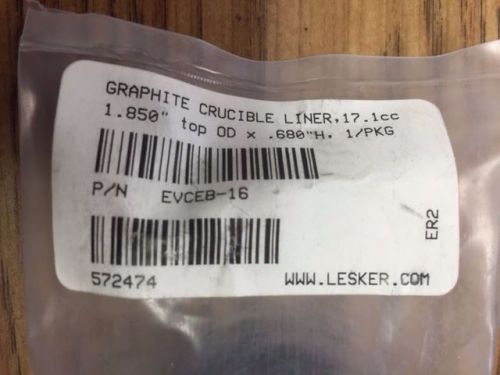 GRAPHITE CRUCIBLE LINER,17.1cc
1.850" top OD x .680"H. 1/PKG
P/N EVCEB-16
ER2
572474
WWW.LESKER.COM